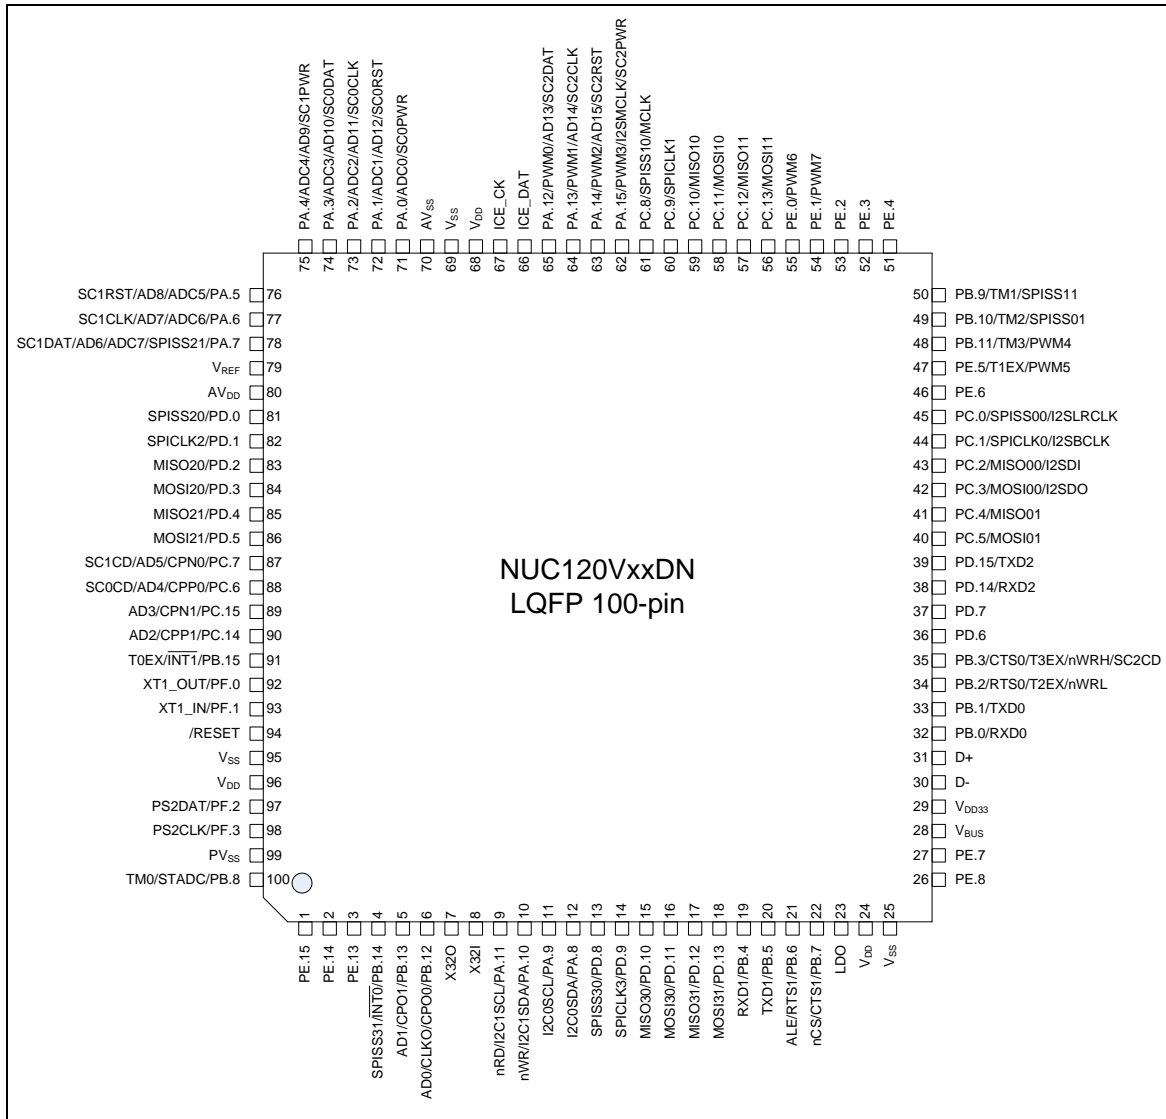 PA.4/ADC4/AD9/SC1PWR
PA.3/ADC3/AD10/SC0DAT
PA.2/ADC2/AD11/SC0CLK
PA.1/ADC1/AD12/SC0RST
PA.0/ADC0/SC0PWR
AVSS
VSS
VDD
ICE_CK
ICE_DAT
PA.12/PWM0/AD13/SC2DAT
PA.13/PWM1/AD14/SC2CLK
PA.14/PWM2/AD15/SC2RST
PA.15/PWM3/I2SMCLK/SC2PWR
PC.8/SPISS10/MCLK
PC.9/SPICLK1
PC.10/MISO10
PC.11/MOSI10
PC.12/MISO11
PC.13/MOSI11
PE.0/PWM6
PE.1/PWM7
PE.2
PE.3
PE.4
75 74 73 72 71 70 69 68 67 66 65 64 63 62 61 60 59 58 57 56 55 54 53 52 51
SC1RST/AD8/ADC5/PA.5 76
SC1CLK/AD7/ADC6/PA.6 77
SC1DAT/AD6/ADC7/SPISS21/PA.7 78
VREF 79
AVDD 80
SPISS20/PD.0 81
SPICLK2/PD.1 82
MISO20/PD.2 83
MOSI20/PD.3 84
MISO21/PD.4 85
MOSI21/PD.5 86
SC1CD/AD5/CPN0/PC.7 87
SC0CD/AD4/CPP0/PC.6 88
AD3/CPN1/PC.15 89
AD2/CPP1/PC.14 90
T0EX/INT1/PB.15 91
XT1_OUT/PF.0 92
XT1_IN/PF.1 93
/RESET 94
VSS 95
VDD 96
PS2DAT/PF.2 97
PS2CLK/PF.3 98
PVSS 99
TM0/STADC/PB.8 100
NUC120VxxDN
LQFP 100-pin
50 PB.9/TM1/SPISS11
49 PB.10/TM2/SPISS01
48 PB.11/TM3/PWM4
47 PE.5/T1EX/PWM5
46 PE.6
45 PC.0/SPISS00/I2SLRCLK
44 PC.1/SPICLK0/I2SBCLK
43 PC.2/MISO00/I2SDI
42 PC.3/MOSI00/I2SDO
41 PC.4/MISO01
40 PC.5/MOSI01
39 PD.15/TXD2
38 PD.14/RXD2
37 PD.7
36 PD.6
35 PB.3/CTS0/T3EX/nWRH/SC2CD
34 PB.2/RTS0/T2EX/nWRL
33 PB.1/TXD0
32 PB.0/RXD0
31 D+
30 D-
29 VDD33
28 VBUS
27 PE.7
26 PE.8
1 2 3 4 5 6 7 8 9 10 11 12 13 14 15 16 17 18 19 20 21 22 23 24 25
PE.15
PE.14
PE.13
SPISS31/INT0/PB.14
AD1/CPO1/PB.13
AD0/CLKO/CPO0/PB.12
X32O
X32I
nRD/I2C1SCL/PA.11
nWR/I2C1SDA/PA.10
I2C0SCL/PA.9
I2C0SDA/PA.8
SPISS30/PD.8
SPICLK3/PD.9
MISO30/PD.10
MOSI30/PD.11
MISO31/PD.12
MOSI31/PD.13
RXD1/PB.4
TXD1/PB.5
ALE/RTS1/PB.6
nCS/CTS1/PB.7
LDO
VDD
VSS